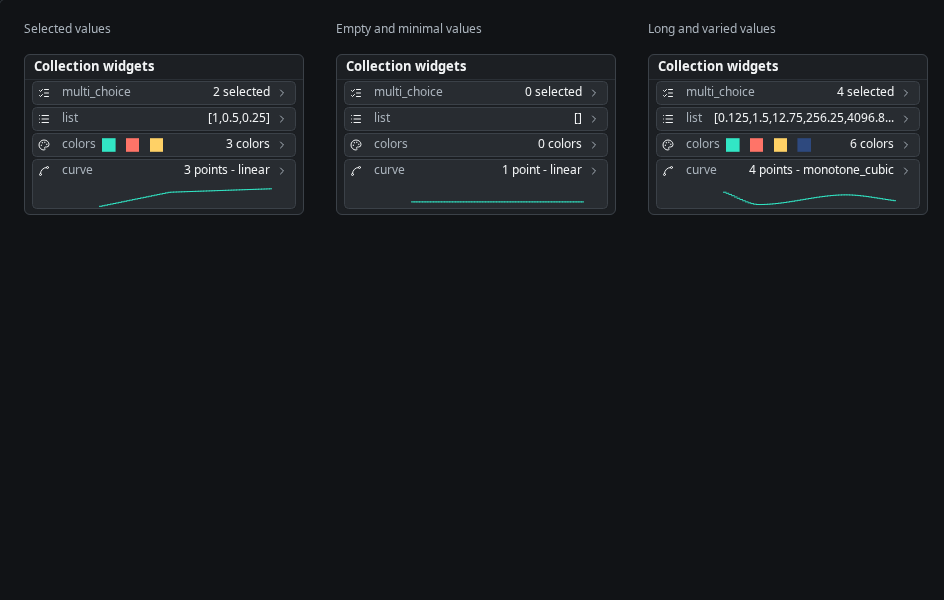 Selected values
Collection widgets
multi_choice 2 selected
list [1,0.5,0.25]
colors 3 colors
curve 3 points - linear
Empty and minimal values
Collection widgets
multi_choice 0 selected
list []
colors 0 colors
curve 1 point - linear
Long and varied values
Collection widgets
multi_choice 4 selected
list [0.125,1.5,12.75,256.25,4096.8...
colors 6 colors
curve 4 points - monotone_cubic